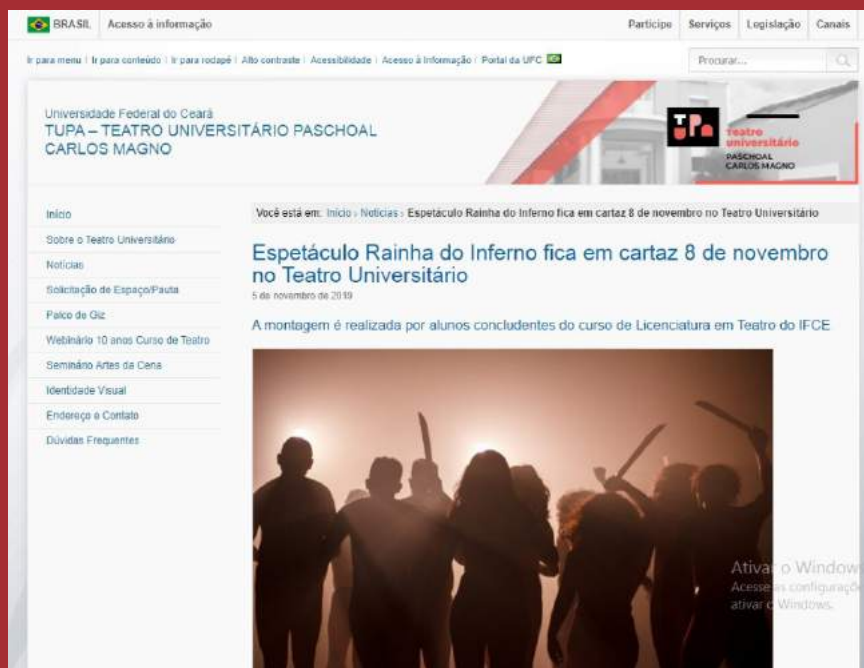 BRASIL Acesso à informação Participe Serviços Legislação Canais
Ir para menu | Ir para conteúdo | Ir para rodapé | Alto contraste | Acessibilidade | Acesso à Informação | Portal da UFC
Procurar...
Universidade Federal do Ceará
TUPA – TEATRO UNIVERSITÁRIO PASCHOAL
CARLOS MAGNO
TUPa
teatro
universitário
PASCHOAL
CARLOS MAGNO
Início
Sobre o Teatro Universitário
Notícias
Solicitação de Espaço/Pauta
Palco de Giz
Webinário 10 anos Curso de Teatro
Seminário Artes da Cena
Identidade Visual
Endereço e Contato
Dúvidas Frequentes
Você está em: Início › Notícias › Espetáculo Rainha do Inferno fica em cartaz 8 de novembro no Teatro Universitário
Espetáculo Rainha do Inferno fica em cartaz 8 de novembro
no Teatro Universitário
5 de novembro de 2019
A montagem é realizada por alunos concludentes do curso de Licenciatura em Teatro do IFCE
Ativar o Window
Acesse as configuraçõ
ativar o Windows.